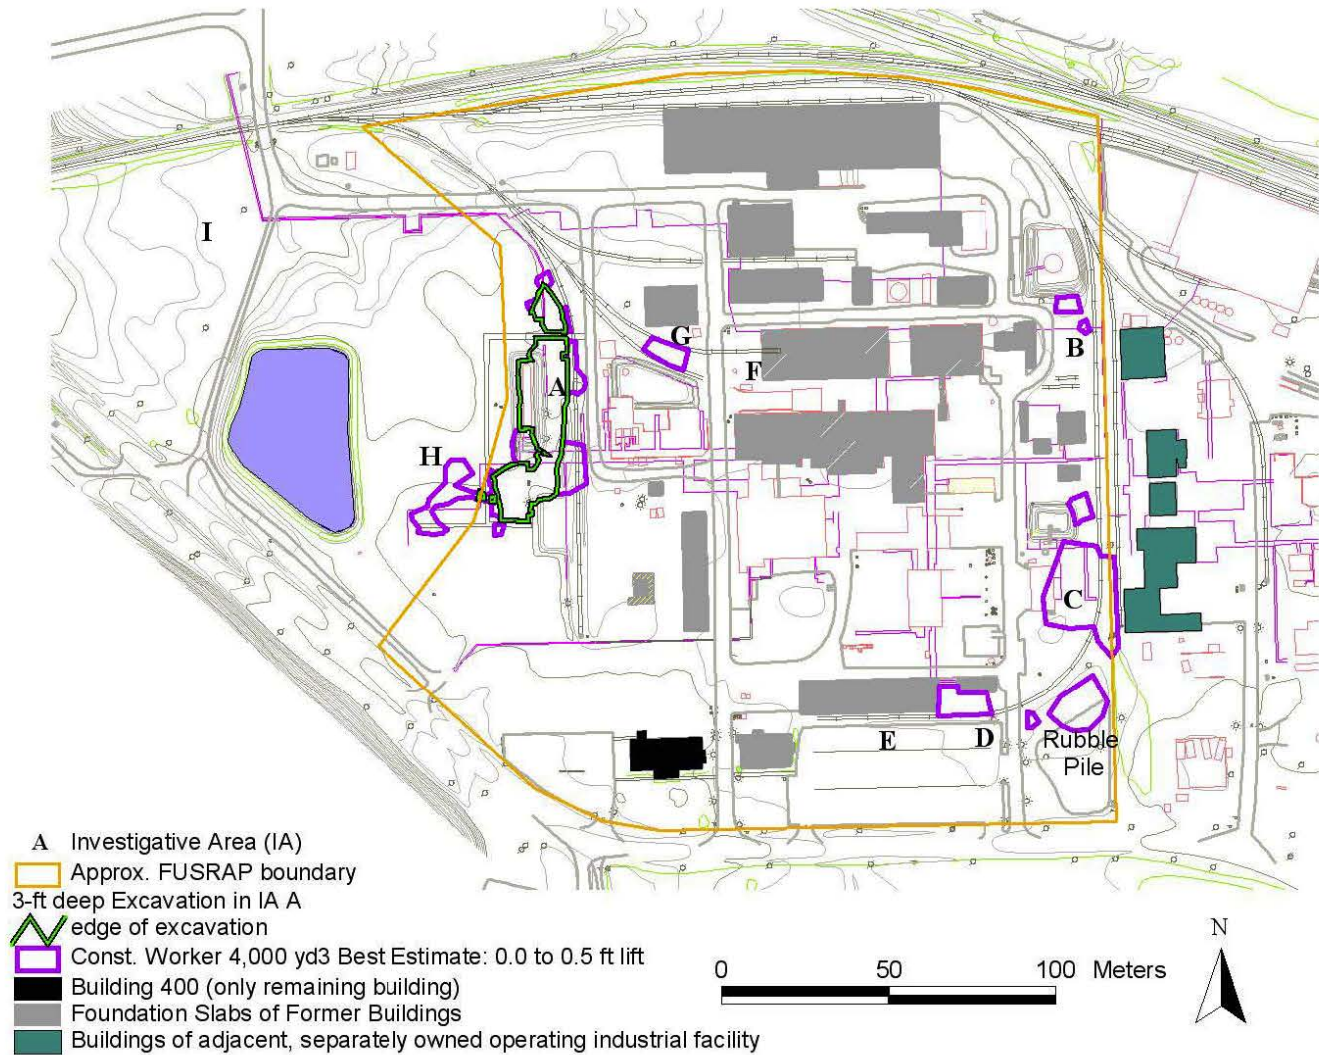 I
G
B
F
A
H
C
E
D
Rubble
Pile
A Investigative Area (IA)
Approx. FUSRAP boundary
3-ft deep Excavation in IA A
edge of excavation
Const. Worker 4,000 yd3 Best Estimate: 0.0 to 0.5 ft lift
Building 400 (only remaining building)
Foundation Slabs of Former Buildings
Buildings of adjacent, separately owned operating industrial facility
0 50 100 Meters
N